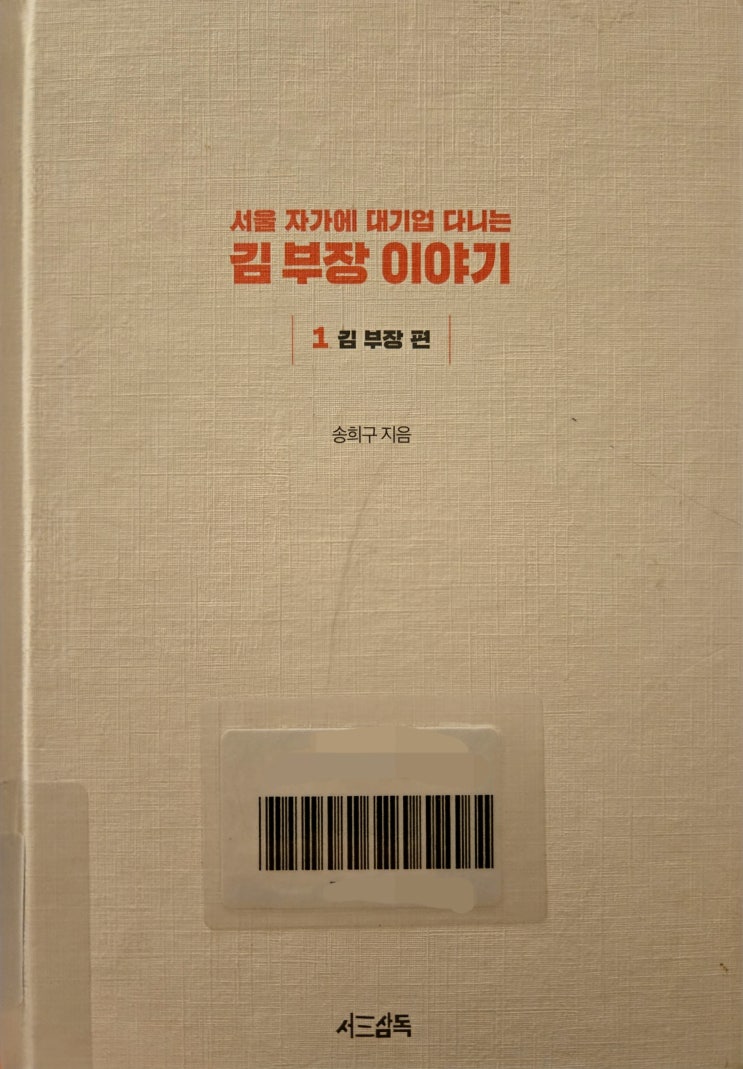 서울 자가에 대기업 다니는
김 부장 이야기
1 김 부장 편
송희구 지음
서三삼독